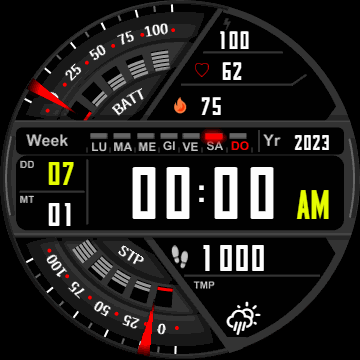 100
0 25 50 75 100
62
BATT
75
Week LU MA ME GI VE SA DO Yr 2023
DD 07
MT 01
00:00 AM
STP
1000
TMP
100 75 50 25 0